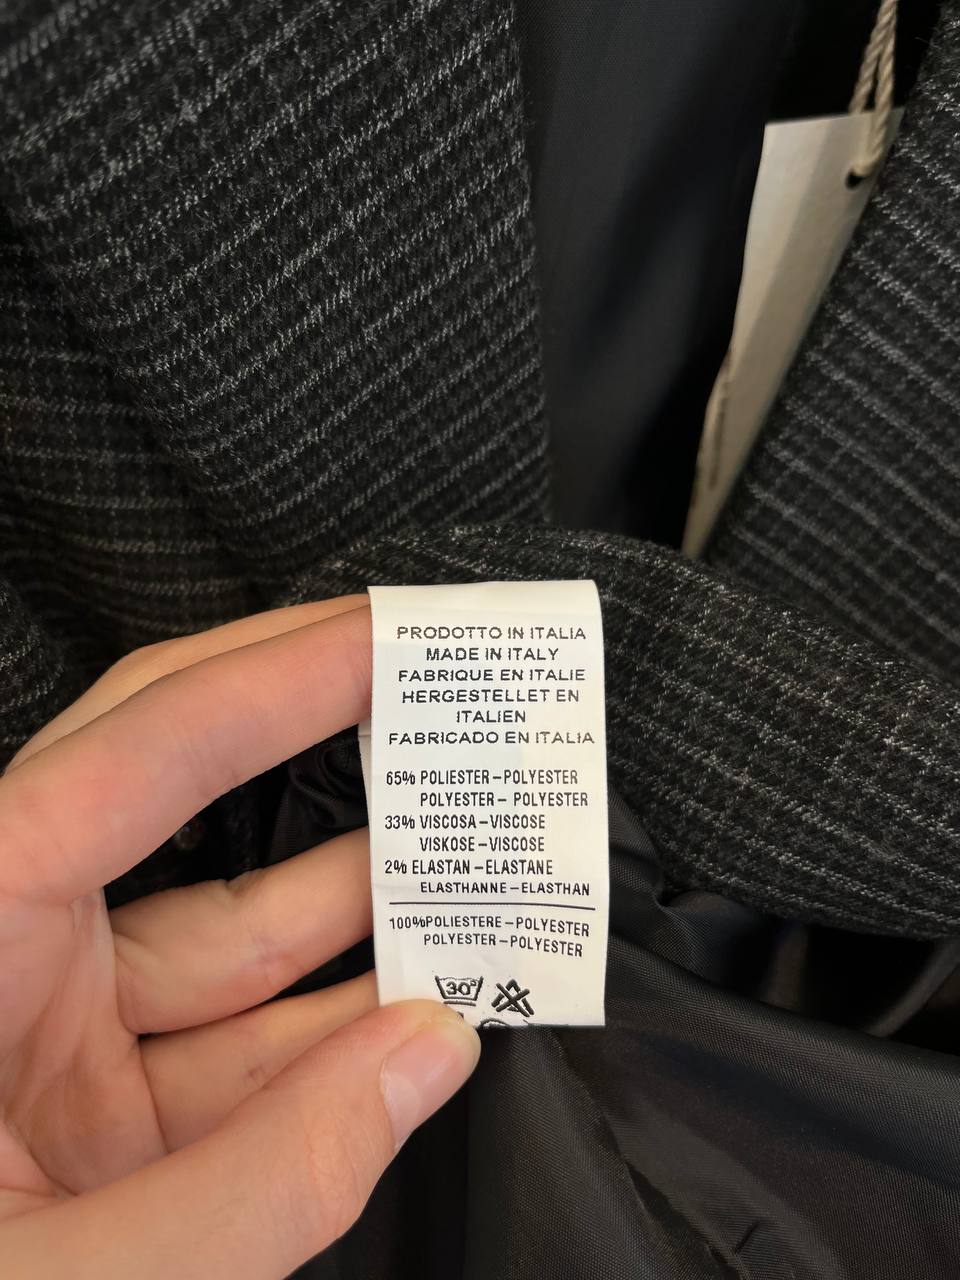 PRODOTTO IN ITALIA
MADE IN ITALY
FABRIQUE EN ITALIE
HERGESTELLET EN
ITALIEN
FABRICADO EN ITALIA
65% POLIESTER-POLYESTER
POLYESTER- POLYESTER
33% VISCOSA-VISCOSE
VISKOSE-VISCOSE
2% ELASTAN-ELASTANE
ELASTHANNE-ELASTHAN
100%POLIESTERE-POLYESTER
POLYESTER-POLYESTER
30°